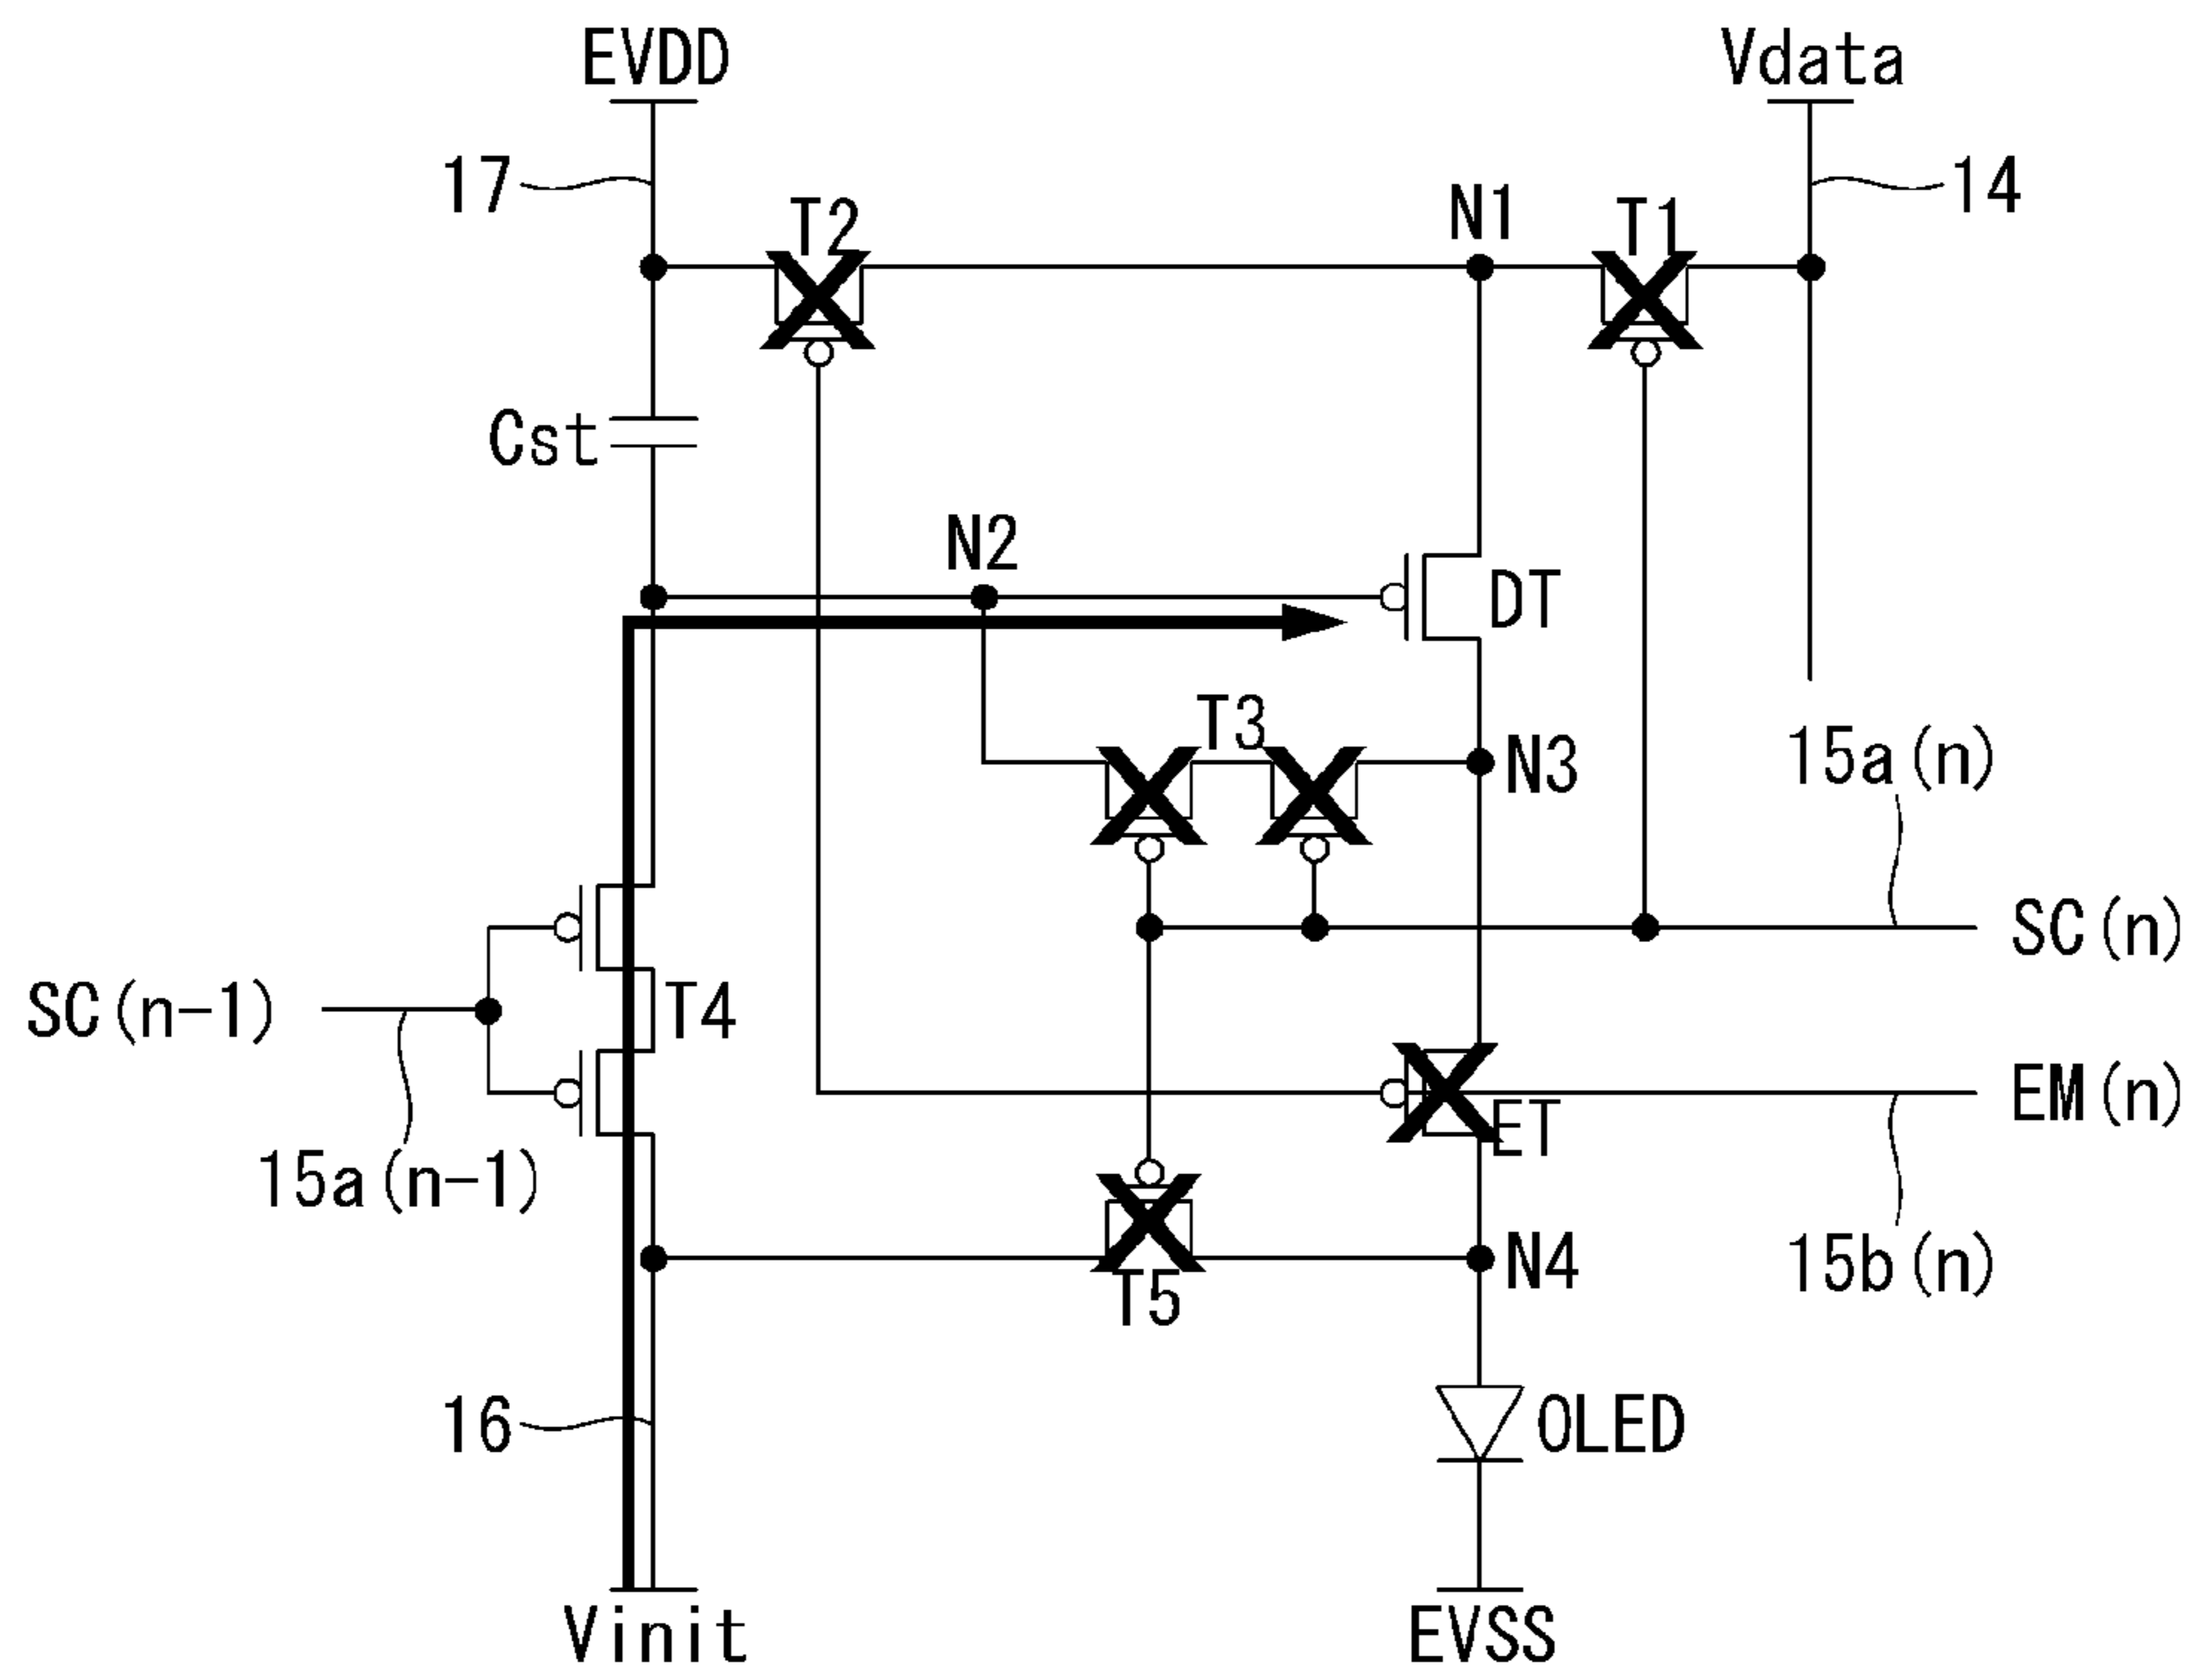 EVDD
Vdata
17
14
T2
N1
T1
Cst
N2
DT
T3
N3
15a(n)
SC(n)
SC(n-1)
T4
EM(n)
ET
15a(n-1)
N4
15b(n)
T5
16
OLED
Vinit
EVSS